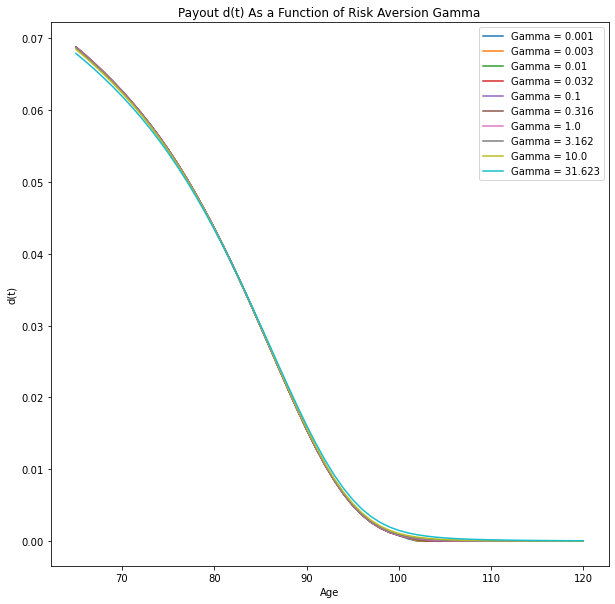 Payout d(t) As a Function of Risk Aversion Gamma
Gamma = 0.001
Gamma = 0.003
Gamma = 0.01
Gamma = 0.032
Gamma = 0.1
Gamma = 0.316
Gamma = 1.0
Gamma = 3.162
Gamma = 10.0
Gamma = 31.623
0.07
0.06
0.05
0.04
0.03
0.02
0.01
0.00
d(t)
70 80 90 100 110 120
Age